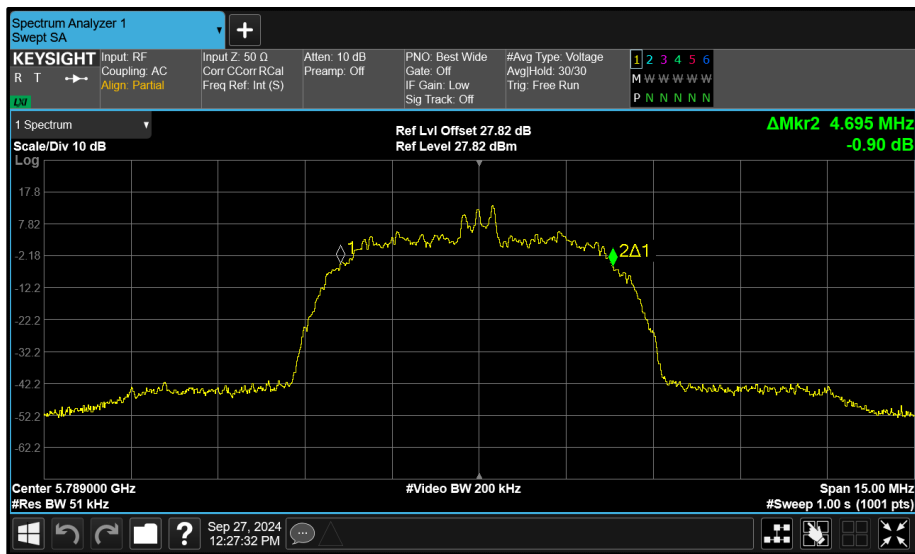 Spectrum Analyzer 1
Swept SA
+
KEYSIGHT
R T
LXI
Input: RF
Coupling: AC
Align: Partial
Input Z: 50 Ω
Corr CCorr RCal
Freq Ref: Int (S)
Atten: 10 dB
Preamp: Off
PNO: Best Wide
Gate: Off
IF Gain: Low
Sig Track: Off
#Avg Type: Voltage
Avg|Hold: 30/30
Trig: Free Run
1 2 3 4 5 6
M W W W W W
P N N N N N
1 Spectrum
Scale/Div 10 dB
Log
Ref Lvl Offset 27.82 dB
Ref Level 27.82 dBm
ΔMkr2 4.695 MHz
-0.90 dB
17.8
7.82
-2.18
-12.2
-22.2
-32.2
-42.2
-52.2
-62.2
1
2Δ1
Center 5.789000 GHz
#Res BW 51 kHz
#Video BW 200 kHz
Span 15.00 MHz
#Sweep 1.00 s (1001 pts)
?
Sep 27, 2024
12:27:32 PM